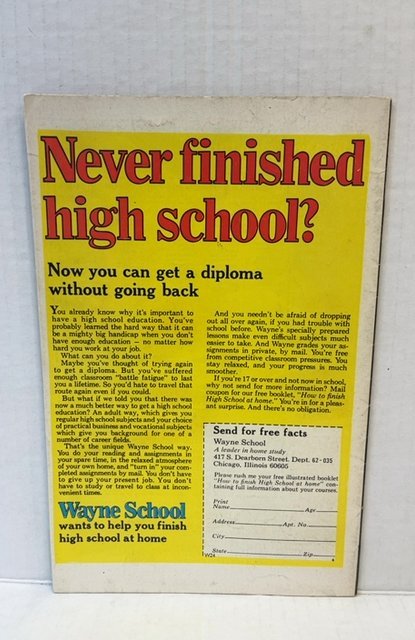 Never finished
high school?
Now you can get a diploma
without going back
You already know why it's important to
have a high school education. You've
probably learned the hard way that it can
be a mighty big handicap when you don't
have enough education — no matter how
hard you work at your job.
What can you do about it?
Maybe you've thought of trying again
to get a diploma. But you've suffered
enough classroom "battle fatigue" to last
you a lifetime. So you'd hate to travel that
route again even if you could.
But what if we told you that there was
now a much better way to get a high school
education? An adult way, which gives you
regular high school subjects and your choice
of practical business and vocational subjects
which give you background for one of a
number of career fields.
That's the unique Wayne School way.
You do your reading and assignments in
your spare time, in the relaxed atmosphere
of your own home, and "turn in" your com-
pleted assignments by mail. You don't have
to give up your present job. You don't
have to study or travel to class at incon-
venient times.
Wayne School
wants to help you finish
high school at home
And you needn't be afraid of dropping
out all over again, if you had trouble with
school before. Wayne's specially prepared
lessons make even difficult subjects much
easier to take. And Wayne grades your as-
signments in private, by mail. You're free
from competitive classroom pressures. You
stay relaxed, and your progress is much
smoother.
If you're 17 or over and not now in school,
why not send for more information? Mail
coupon for our free booklet, "How to finish
High School at home." You're in for a pleas-
ant surprise. And there's no obligation.
Send for free facts
Wayne School
A leader in home study
417 S. Dearborn Street, Dept. 62-035
Chicago, Illinois 60605
Please rush me your free illustrated booklet
"How to finish High School at home" con-
taining full information about your courses.
Print
Name Age
Address Apt. No.
City
State Zip
W24